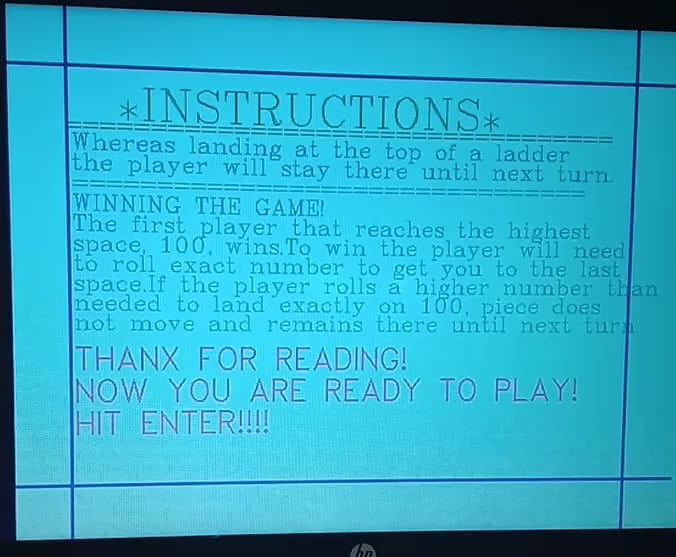 *INSTRUCTIONS*
==============================
Whereas landing at the top of a ladder
the player will stay there until next turn.
==============================
WINNING THE GAME!
The first player that reaches the highest
space, 100, wins.To win the player will need
to roll exact number to get you to the last
space.If the player rolls a higher number than
needed to land exactly on 100, piece does
not move and remains there until next turn.
THANX FOR READING!
NOW YOU ARE READY TO PLAY!
HIT ENTER!!!!
hp